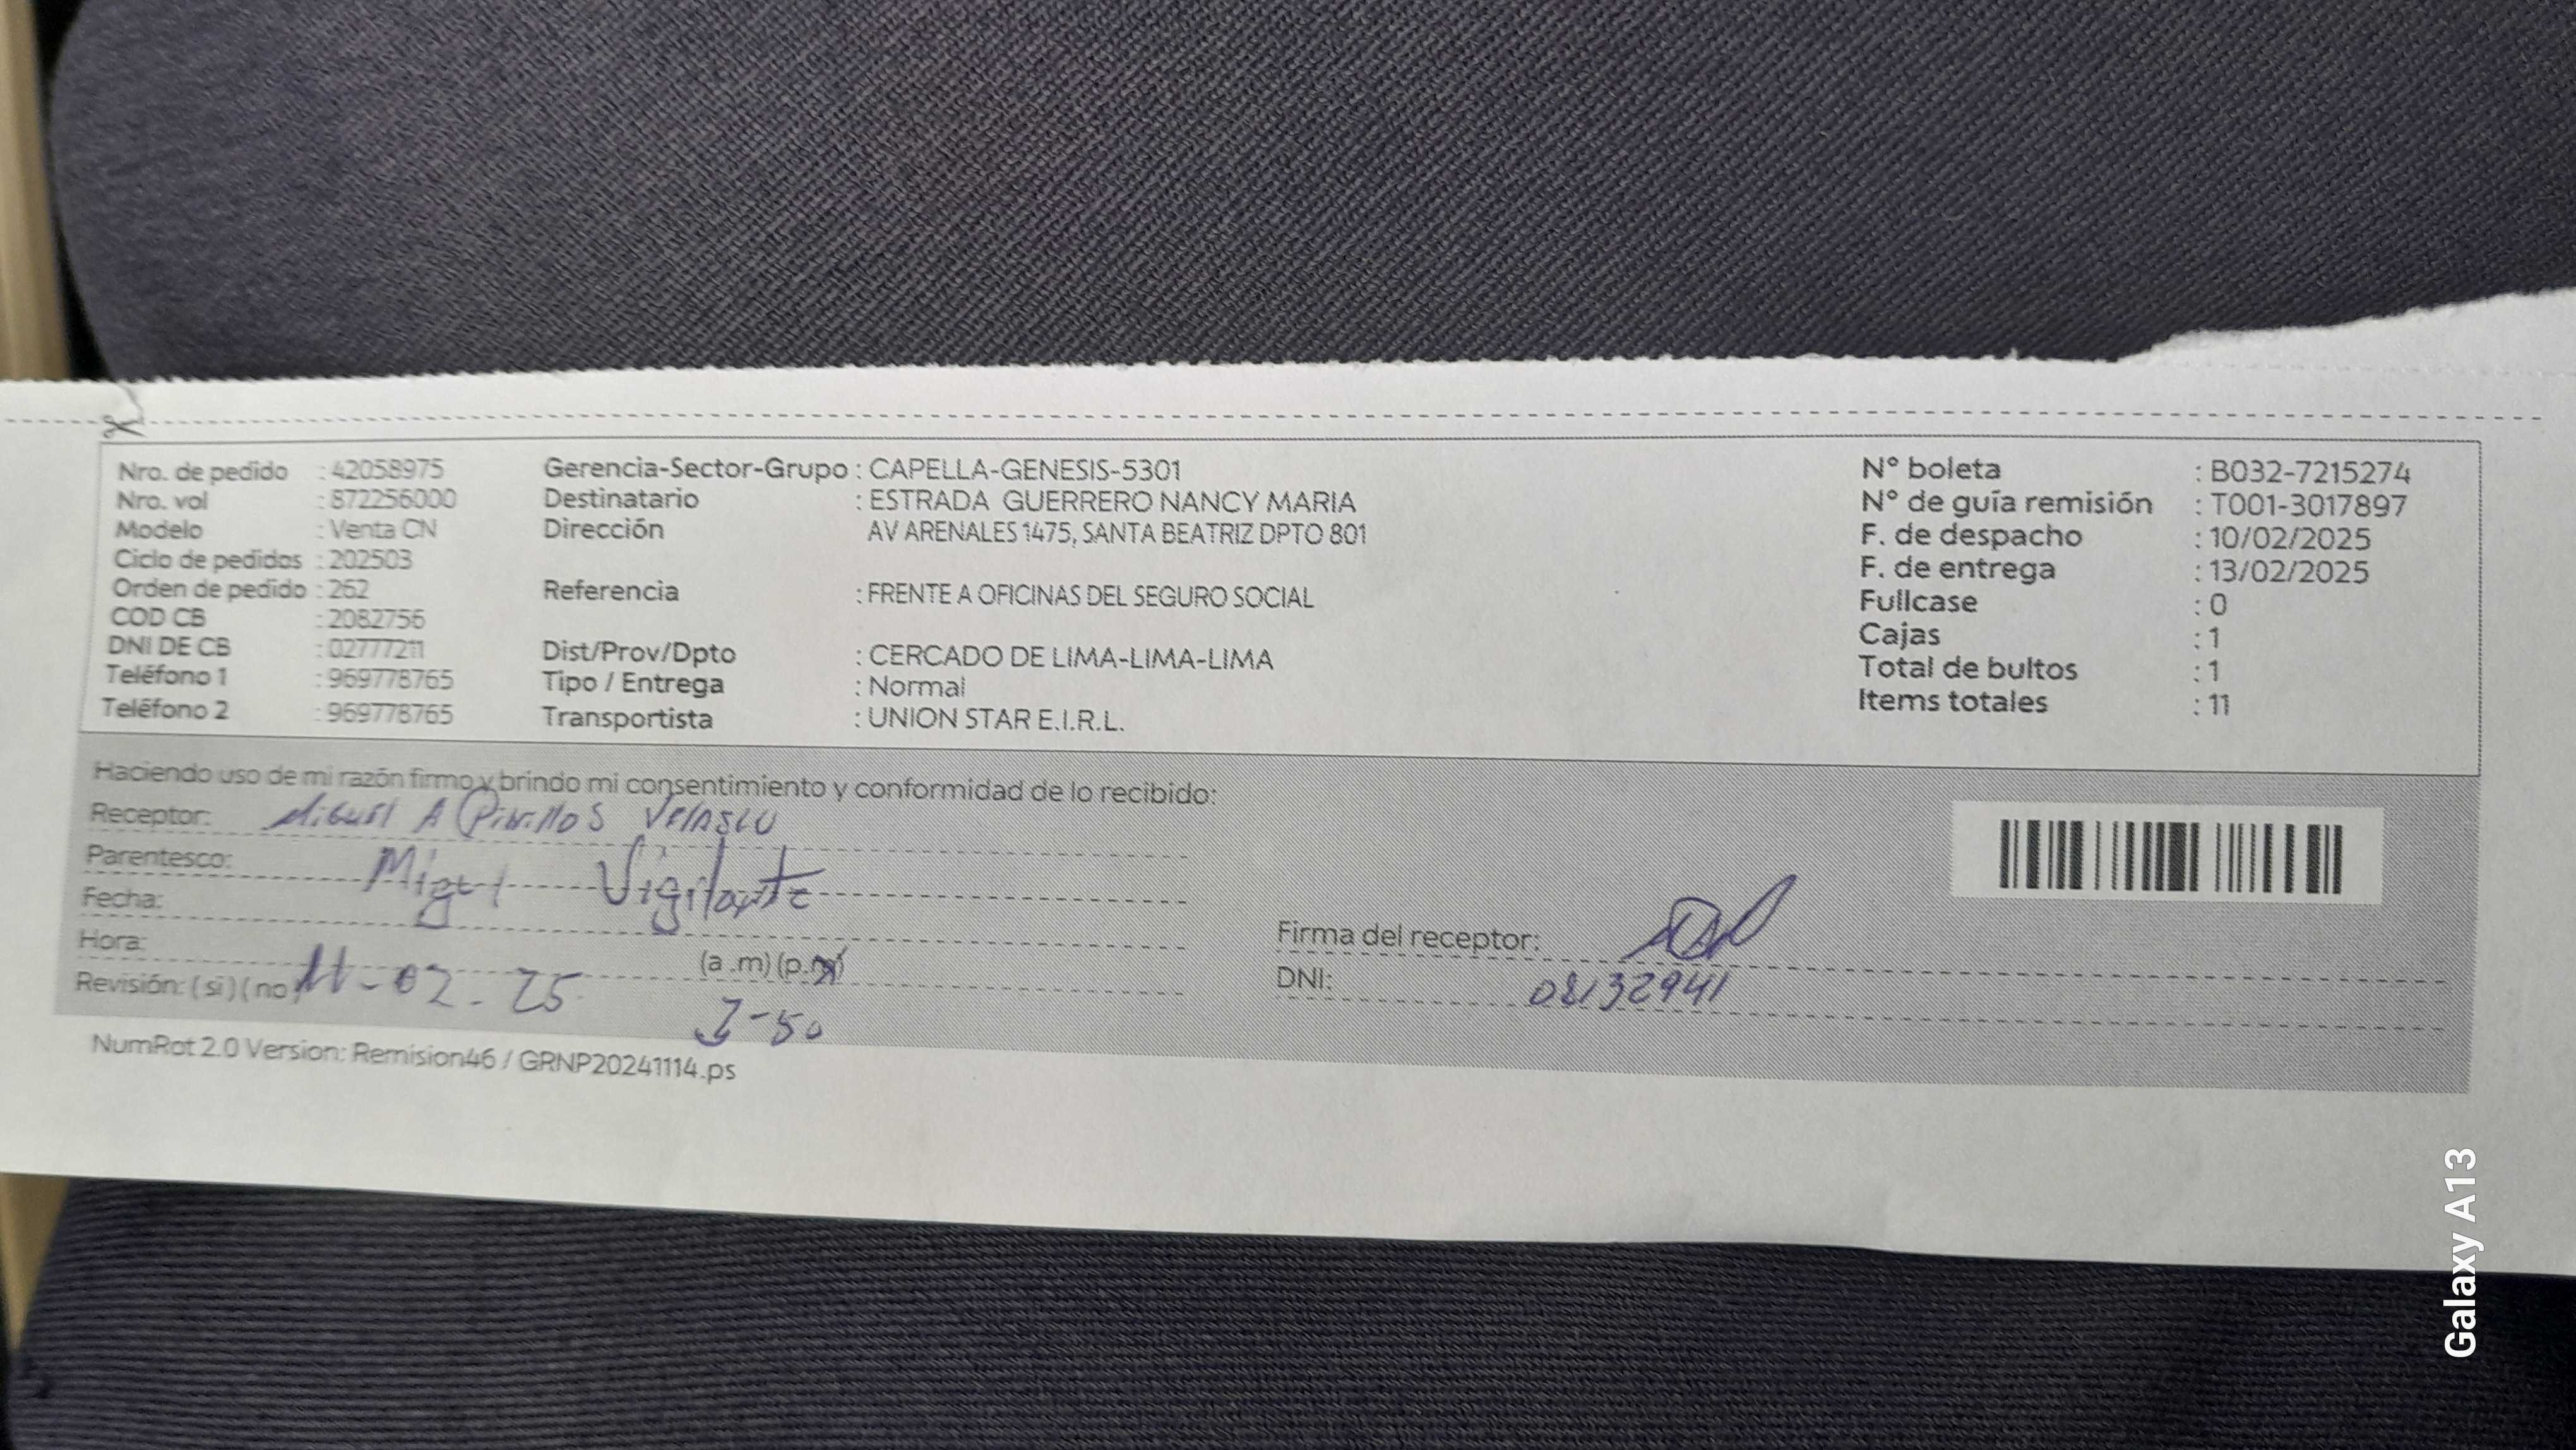 Nro. de pedido : 42058975
Nro. vol : 872256000
Modelo : Venta CN
Ciclo de pedidos : 202503
Orden de pedido : 262
COD CB : 2082756
DNI DE CB : 02777211
Teléfono 1 : 969778765
Teléfono 2 : 969778765
Gerencia-Sector-Grupo : CAPELLA-GENESIS-5301
Destinatario : ESTRADA GUERRERO NANCY MARIA
Dirección AV ARENALES 1475, SANTA BEATRIZ DPTO 801
Referencia : FRENTE A OFICINAS DEL SEGURO SOCIAL
Dist/Prov/Dpto : CERCADO DE LIMA-LIMA-LIMA
Tipo / Entrega : Normal
Transportista : UNION STAR E.I.R.L.
N° boleta : B032-7215274
N° de guía remisión : T001-3017897
F. de despacho : 10/02/2025
F. de entrega : 13/02/2025
Fullcase : 0
Cajas : 1
Total de bultos : 1
Items totales : 11
Haciendo uso de mi razón firmo y brindo mi consentimiento y conformidad de lo recibido:
Receptor: Miguel A Velasco
Parentesco: Miguel Vigilante
Fecha:
Hora: (a .m) (p.m)
Revisión: ( si ) ( no ) 11-02-25
-50
Firma del receptor:
DNI: 08132941
NumRot 2.0 Version: Remision46 / GRNP20241114.ps
Galaxy A13